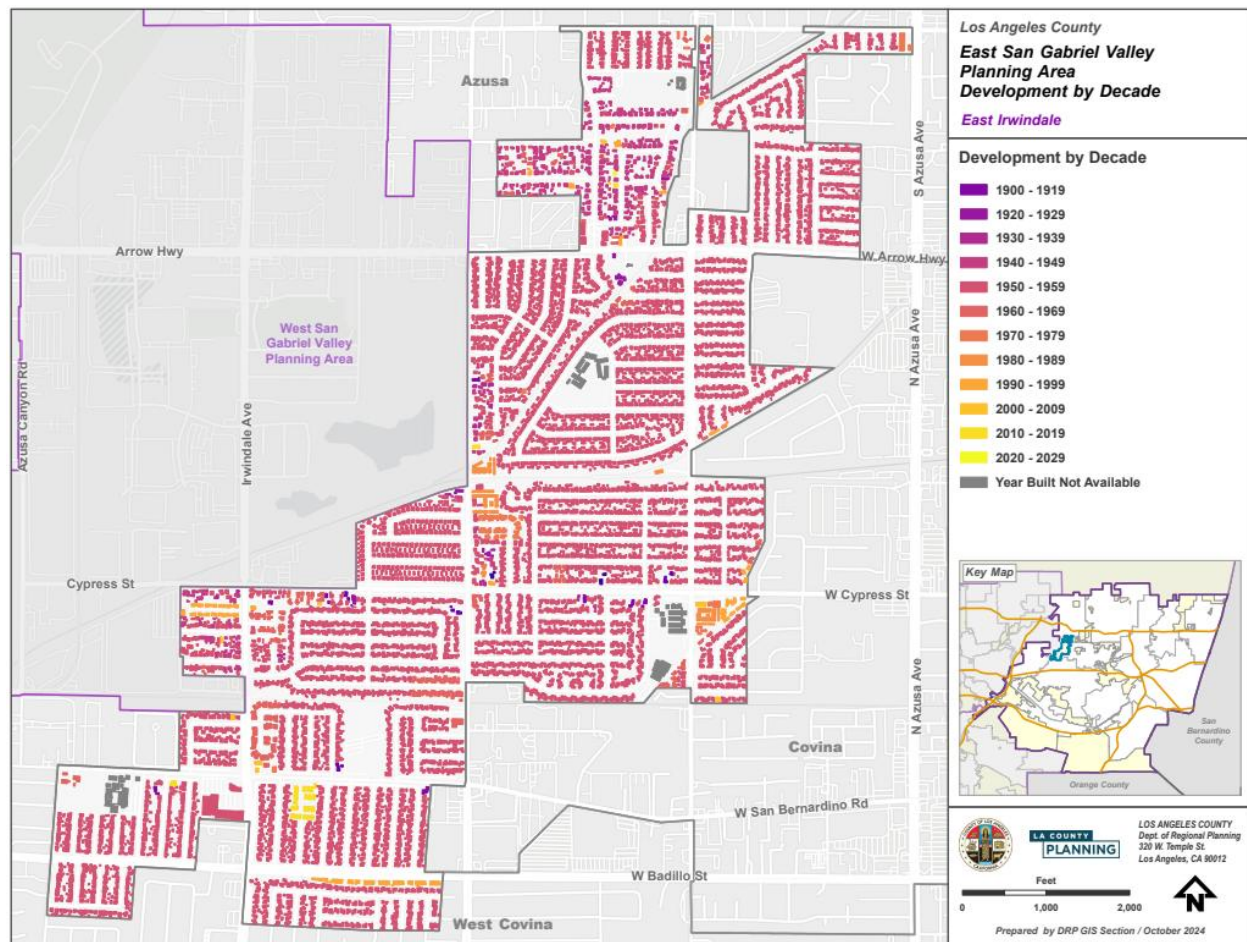 Los Angeles County
East San Gabriel Valley
Planning Area
Development by Decade
East Irwindale
Development by Decade
1900 - 1919
1920 - 1929
1930 - 1939
1940 - 1949
1950 - 1959
1960 - 1969
1970 - 1979
1980 - 1989
1990 - 1999
2000 - 2009
2010 - 2019
2020 - 2029
Year Built Not Available
Azusa
S Azusa Ave
Arrow Hwy
W Arrow Hwy
West San
Gabriel Valley
Planning Area
Azusa Canyon Rd
Irwindale Ave
N Azusa Ave
Cypress St
W Cypress St
N Azusa Ave
Covina
W San Bernardino Rd
W Badillo St
West Covina
Key Map
San
Bernardino
County
Orange County
LA COUNTY
PLANNING
LOS ANGELES COUNTY
Dept. of Regional Planning
320 W. Temple St.
Los Angeles, CA 90012
Feet
0 1,000 2,000
N
Prepared by DRP GIS Section / October 2024